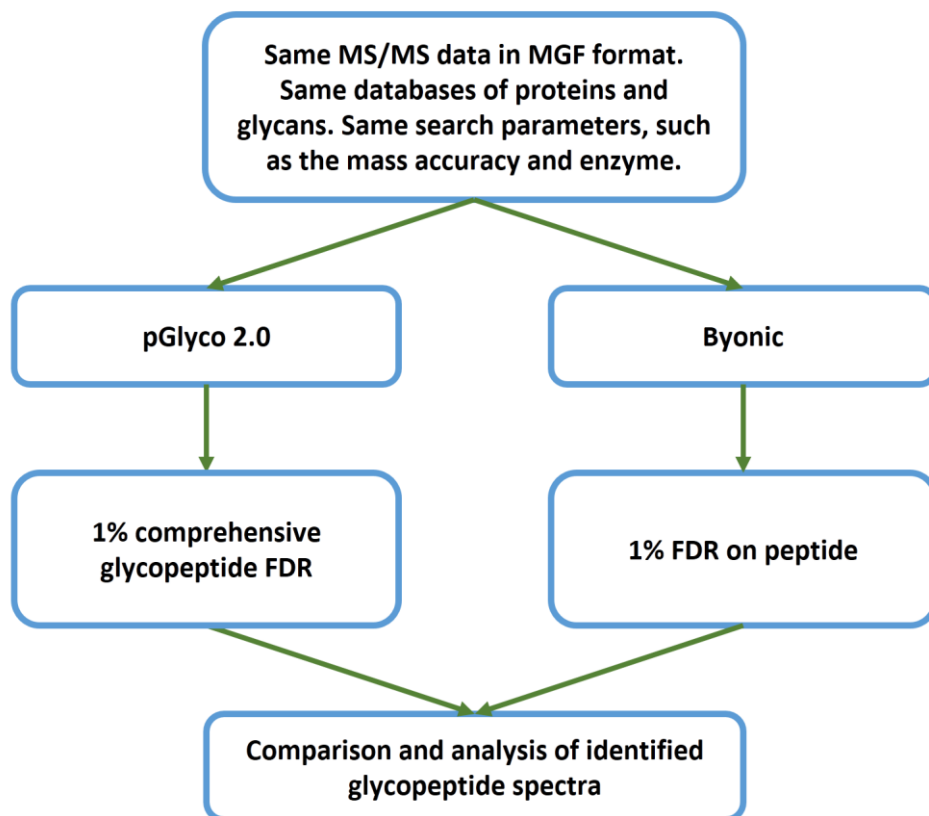 Same MS/MS data in MGF format.
Same databases of proteins and
glycans. Same search parameters, such
as the mass accuracy and enzyme.
pGlyco 2.0
Byonic
1% comprehensive
glycopeptide FDR
1% FDR on peptide
Comparison and analysis of identified
glycopeptide spectra